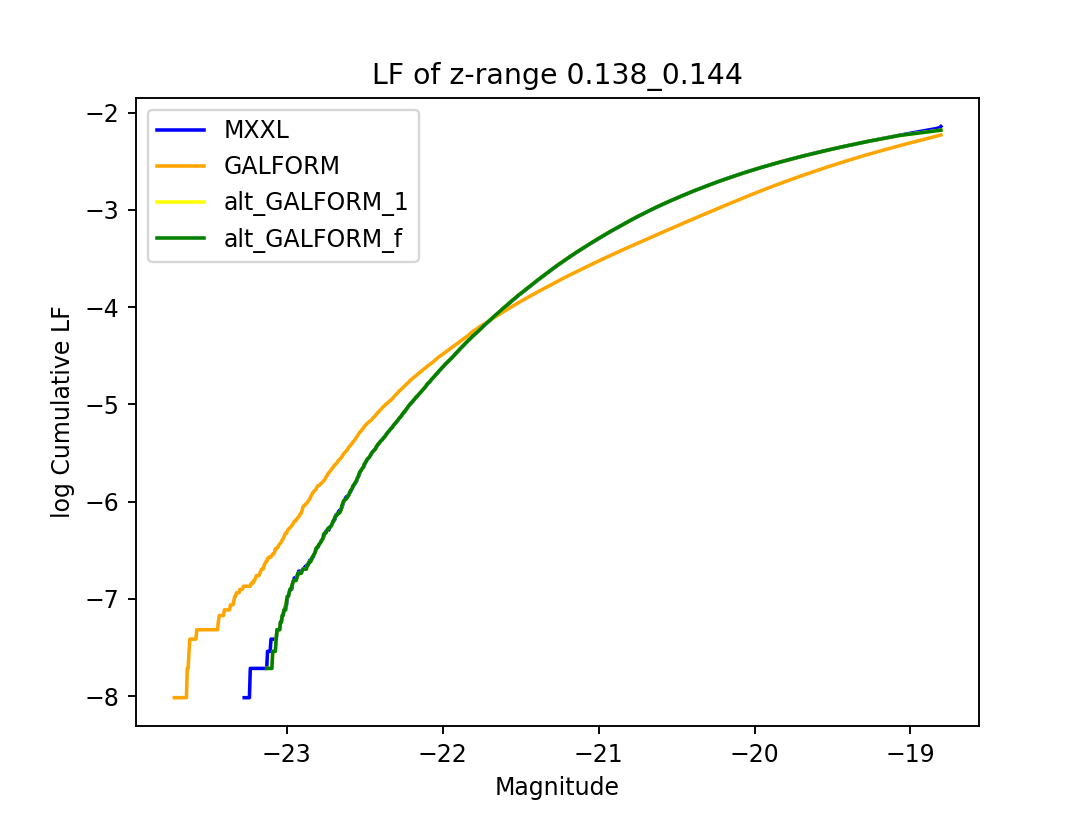 LF of z-range 0.138_0.144
MXXL
GALFORM
alt_GALFORM_1
alt_GALFORM_f
log Cumulative LF
−2
−3
−4
−5
−6
−7
−8
−23
−22
−21
−20
−19
Magnitude